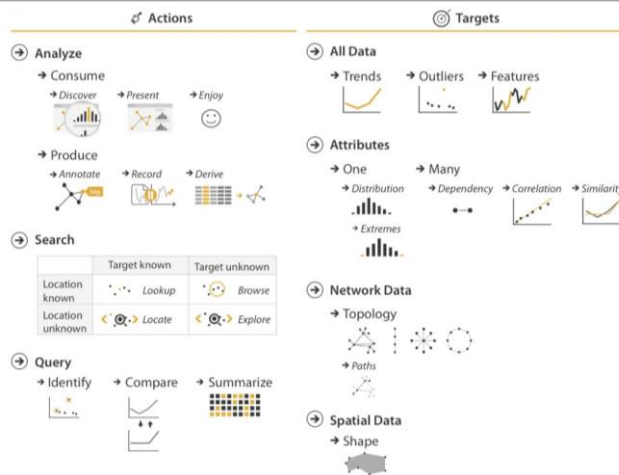 Actions
Analyze
Consume
Discover
Present
Enjoy
Produce
Annotate
Record
Derive
tag
Search
Target known
Target unknown
Location known
Lookup
Browse
Location unknown
Locate
Explore
Query
Identify
Compare
Summarize
Targets
All Data
Trends
Outliers
Features
Attributes
One
Many
Distribution
Dependency
Correlation
Similarity
Extremes
Network Data
Topology
Paths
Spatial Data
Shape